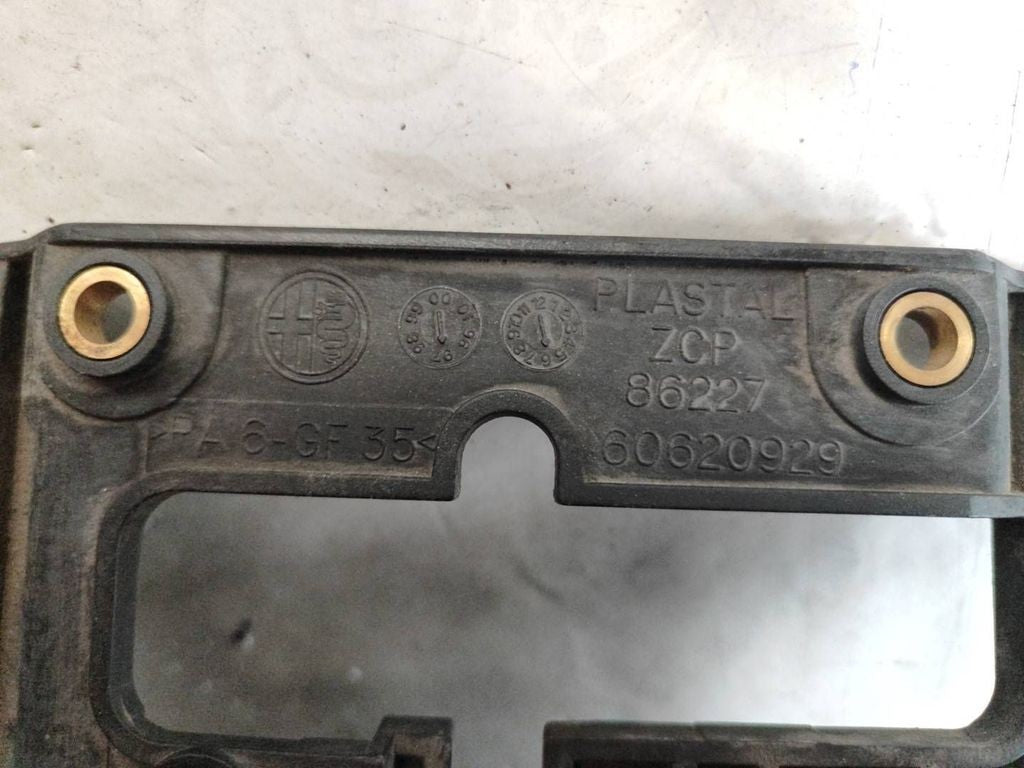 PLASTAL
ZCP
86227
>PA 6-GF 35<
60620929